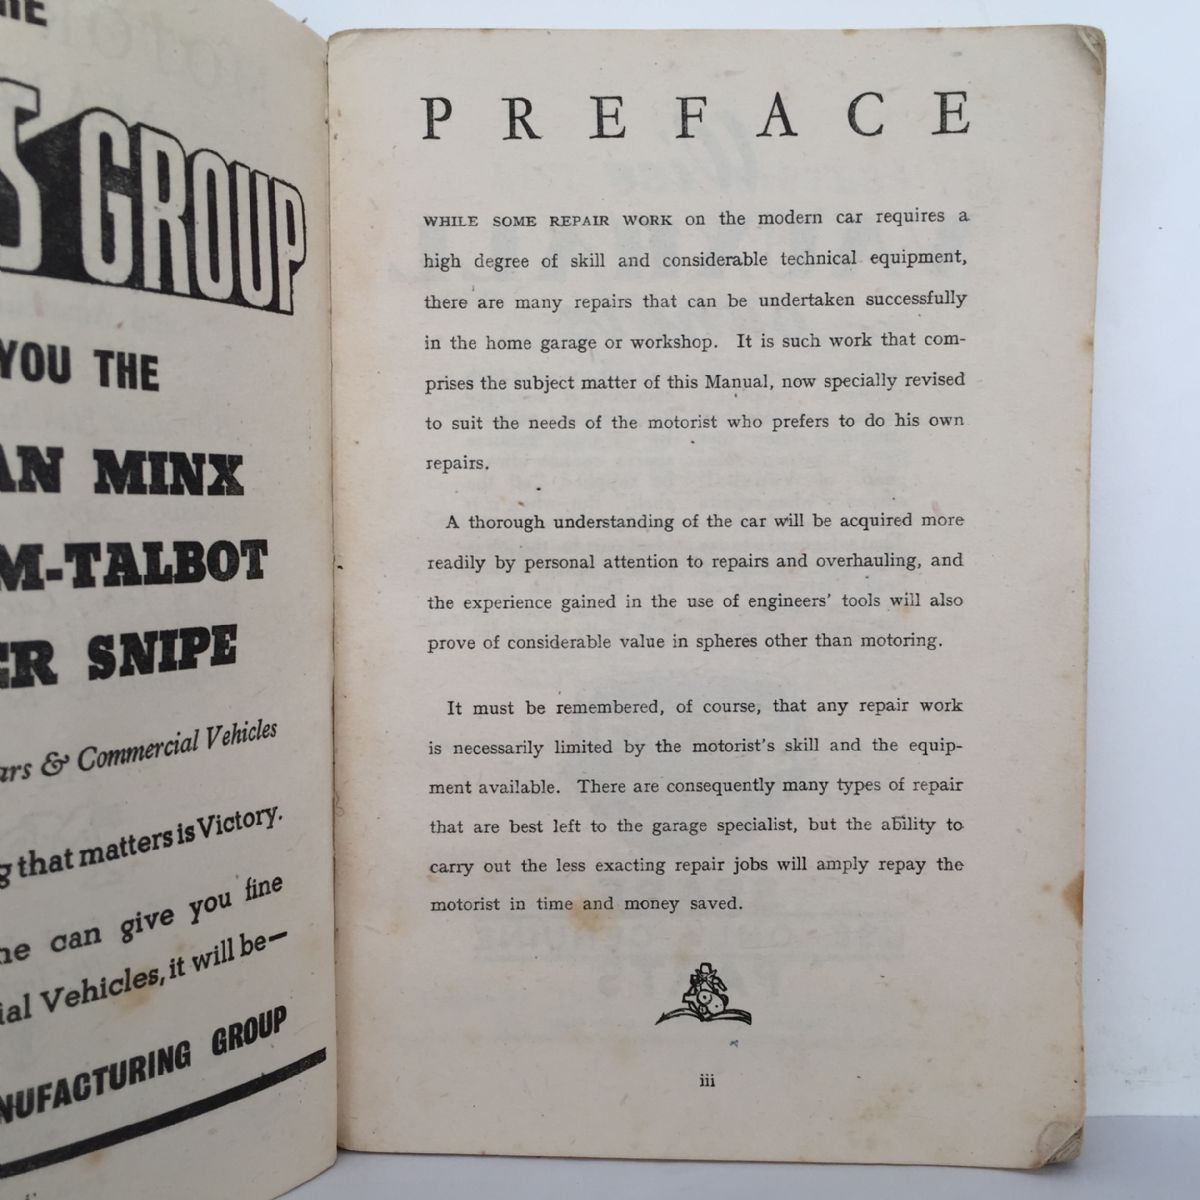 GROUP
YOU THE
MINX
M-TALBOT
SNIPE
& Commercial Vehicles
that matters is Victory.
can give you fine
Vehicles, it will be—
GROUP
PREFACE
WHILE SOME REPAIR WORK on the modern car requires a
high degree of skill and considerable technical equipment,
there are many repairs that can be undertaken successfully
in the home garage or workshop. It is such work that com-
prises the subject matter of this Manual, now specially revised
to suit the needs of the motorist who prefers to do his own
repairs.
A thorough understanding of the car will be acquired more
readily by personal attention to repairs and overhauling, and
the experience gained in the use of engineers' tools will also
prove of considerable value in spheres other than motoring.
It must be remembered, of course, that any repair work
is necessarily limited by the motorist's skill and the equip-
ment available. There are consequently many types of repair
that are best left to the garage specialist, but the ability to
carry out the less exacting repair jobs will amply repay the
motorist in time and money saved.
iii